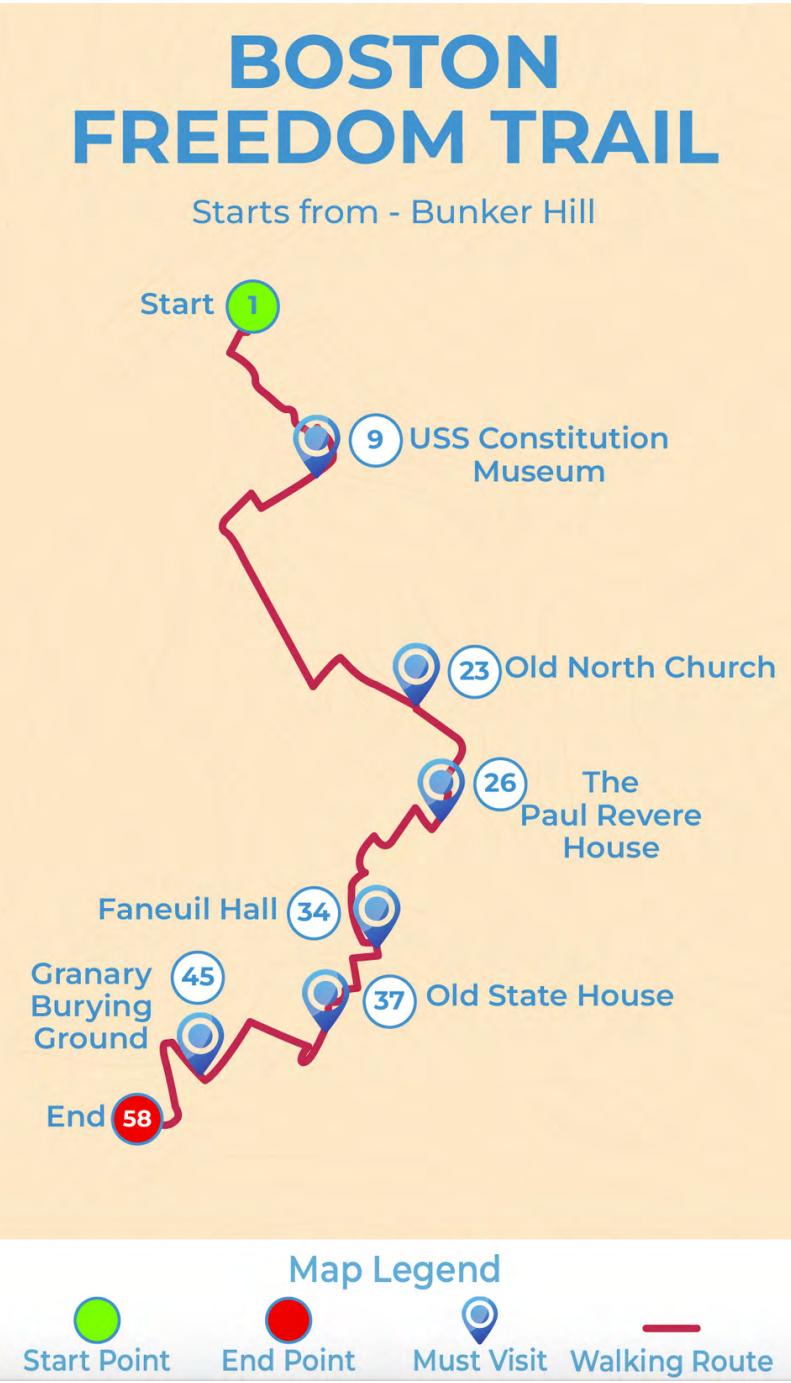 BOSTON
FREEDOM TRAIL
Starts from - Bunker Hill
Start 1
9 USS Constitution
Museum
23 Old North Church
26 The
Paul Revere
House
Faneuil Hall 34
Granary 45
Burying
Ground
37 Old State House
End 58
Map Legend
Start Point End Point Must Visit Walking Route